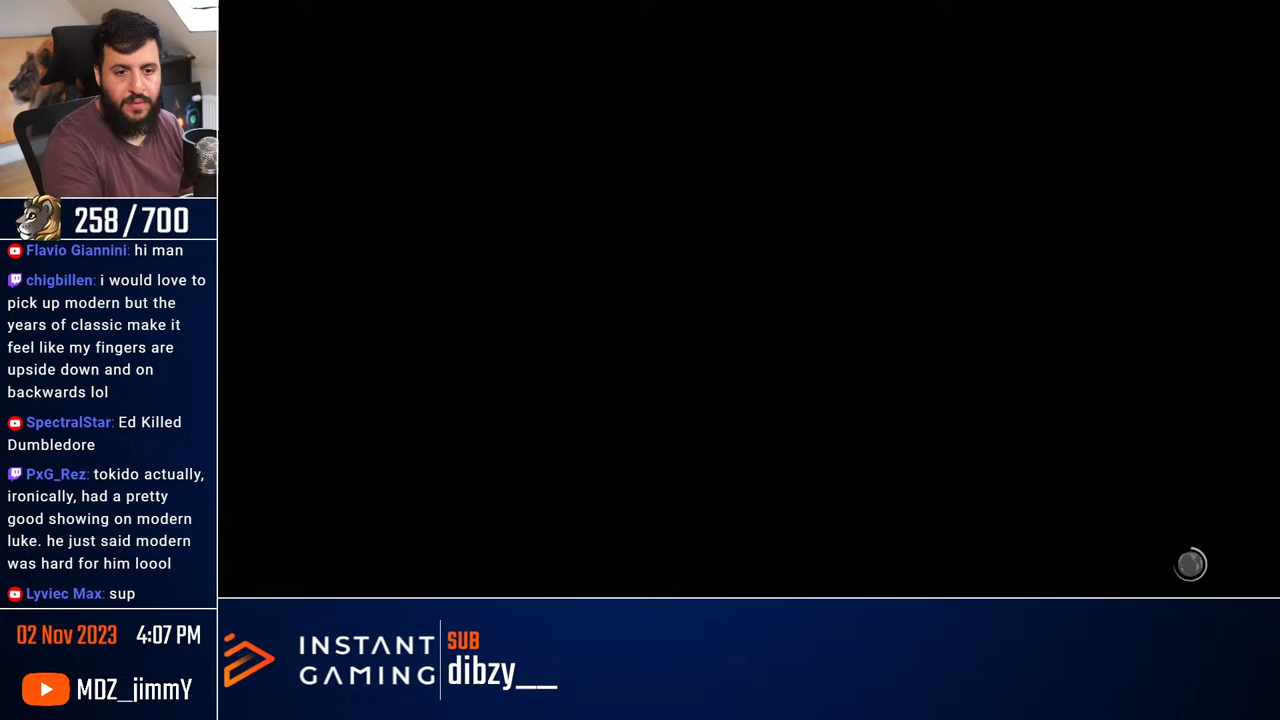 258/700
Flavio Giannini: hi man
chigbillen: i would love to
pick up modern but the
years of classic make it
feel like my fingers are
upside down and on
backwards lol
SpectralStar: Ed Killed
Dumbledore
PxG_Rez: tokido actually,
ironically, had a pretty
good showing on modern
luke. he just said modern
was hard for him loool
Lyviec Max: sup
02 Nov 2023 4:07 PM
MDZ_jimmY
INSTANT
GAMING
SUB
dibzy__